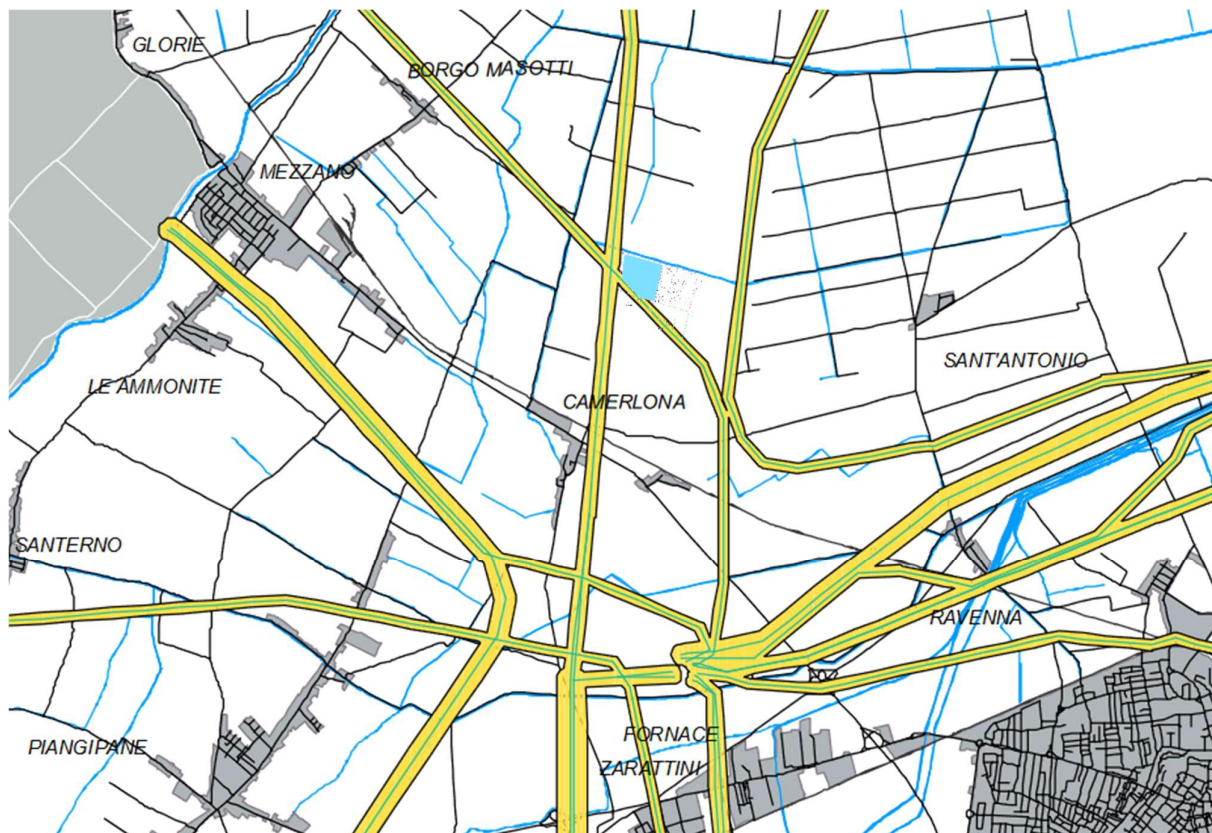 GLORIE
BORGO MASOTTI
MEZZANO
SANT'ANTONIO
LE AMMONITE
CAMERLONA
SANTERNO
RAVENNA
FORNACE
ZARATTINI
PIANGIPANE